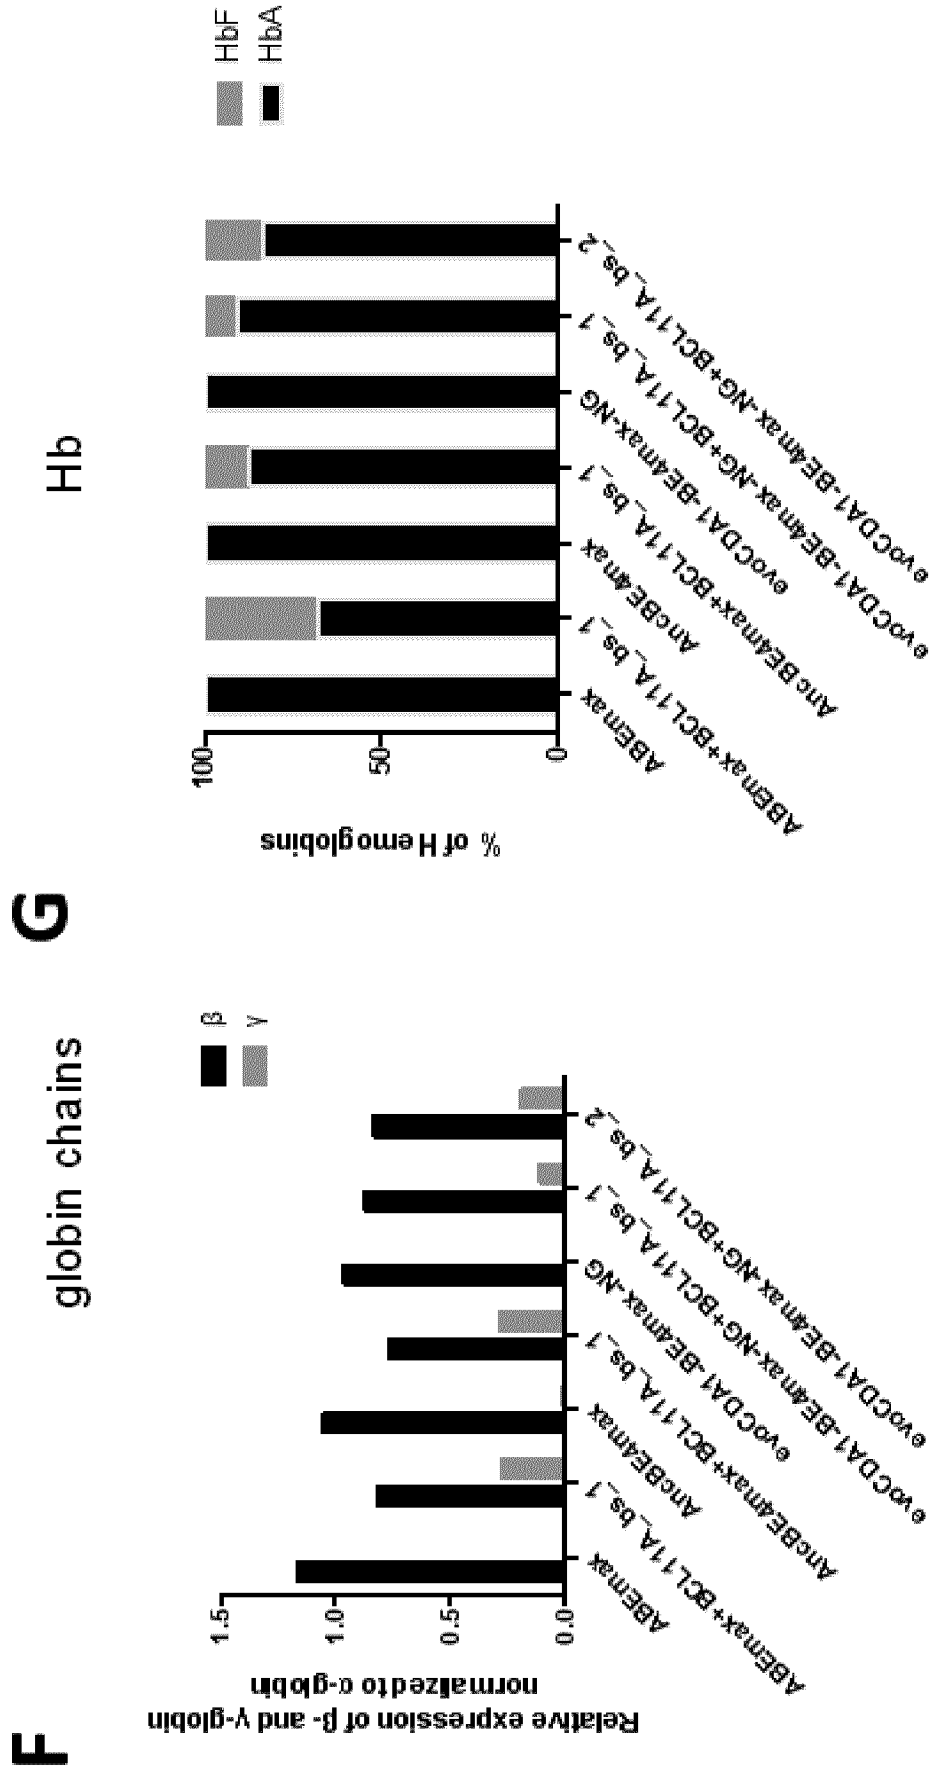 F
globin chains
β
γ
Relative expression of β- and γ-globin
normalized to α-globin
1.5
1.0
0.5
0.0
ABEmax
ABEmax+BCL11A_bs_1
AncBE4max
AncBE4max+BCL11A_bs_1
evoCDA1-BE4max-NG
evoCDA1-BE4max-NG+BCL11A_bs_1
evoCDA1-BE4max-NG+BCL11A_bs_2
G
Hb
HbF
HbA
% of Hemoglobins
100
50
0
ABEmax
ABEmax+BCL11A_bs_1
AncBE4max
AncBE4max+BCL11A_bs_1
evoCDA1-BE4max-NG
evoCDA1-BE4max-NG+BCL11A_bs_1
evoCDA1-BE4max-NG+BCL11A_bs_2